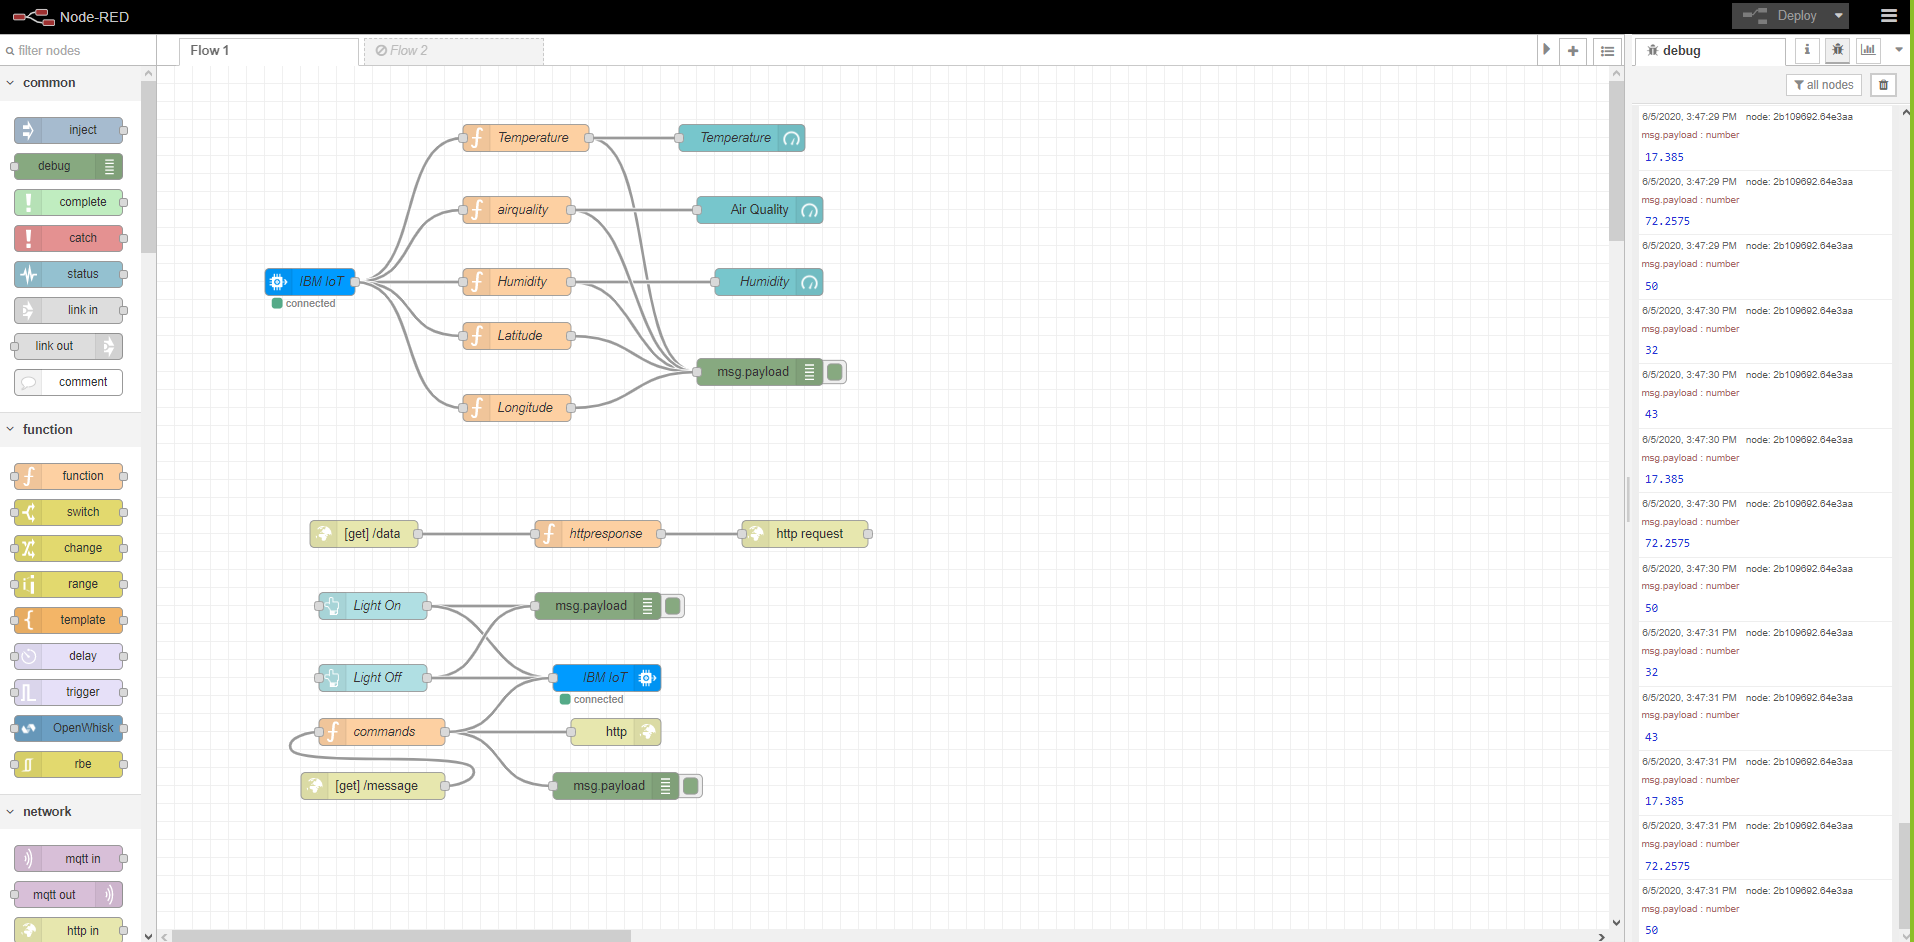 Node-RED
Deploy
filter nodes
Flow 1
Flow 2
debug
i
all nodes
common
inject
debug
complete
catch
status
link in
link out
comment
function
function
switch
change
range
template
delay
trigger
OpenWhisk
rbe
network
mqtt in
mqtt out
http in
Temperature
Temperature
airquality
Air Quality
IBM IoT
connected
Humidity
Humidity
Latitude
msg.payload
Longitude
[get] /data
httpresponse
http request
Light On
msg.payload
Light Off
IBM IoT
connected
commands
http
[get] /message
msg.payload
6/5/2020, 3:47:29 PM node: 2b109692.64e3aa
msg.payload : number
17.385
6/5/2020, 3:47:29 PM node: 2b109692.64e3aa
msg.payload : number
72.2575
6/5/2020, 3:47:29 PM node: 2b109692.64e3aa
msg.payload : number
50
6/5/2020, 3:47:30 PM node: 2b109692.64e3aa
msg.payload : number
32
6/5/2020, 3:47:30 PM node: 2b109692.64e3aa
msg.payload : number
43
6/5/2020, 3:47:30 PM node: 2b109692.64e3aa
msg.payload : number
17.385
6/5/2020, 3:47:30 PM node: 2b109692.64e3aa
msg.payload : number
72.2575
6/5/2020, 3:47:30 PM node: 2b109692.64e3aa
msg.payload : number
50
6/5/2020, 3:47:31 PM node: 2b109692.64e3aa
msg.payload : number
32
6/5/2020, 3:47:31 PM node: 2b109692.64e3aa
msg.payload : number
43
6/5/2020, 3:47:31 PM node: 2b109692.64e3aa
msg.payload : number
17.385
6/5/2020, 3:47:31 PM node: 2b109692.64e3aa
msg.payload : number
72.2575
6/5/2020, 3:47:31 PM node: 2b109692.64e3aa
msg.payload : number
50